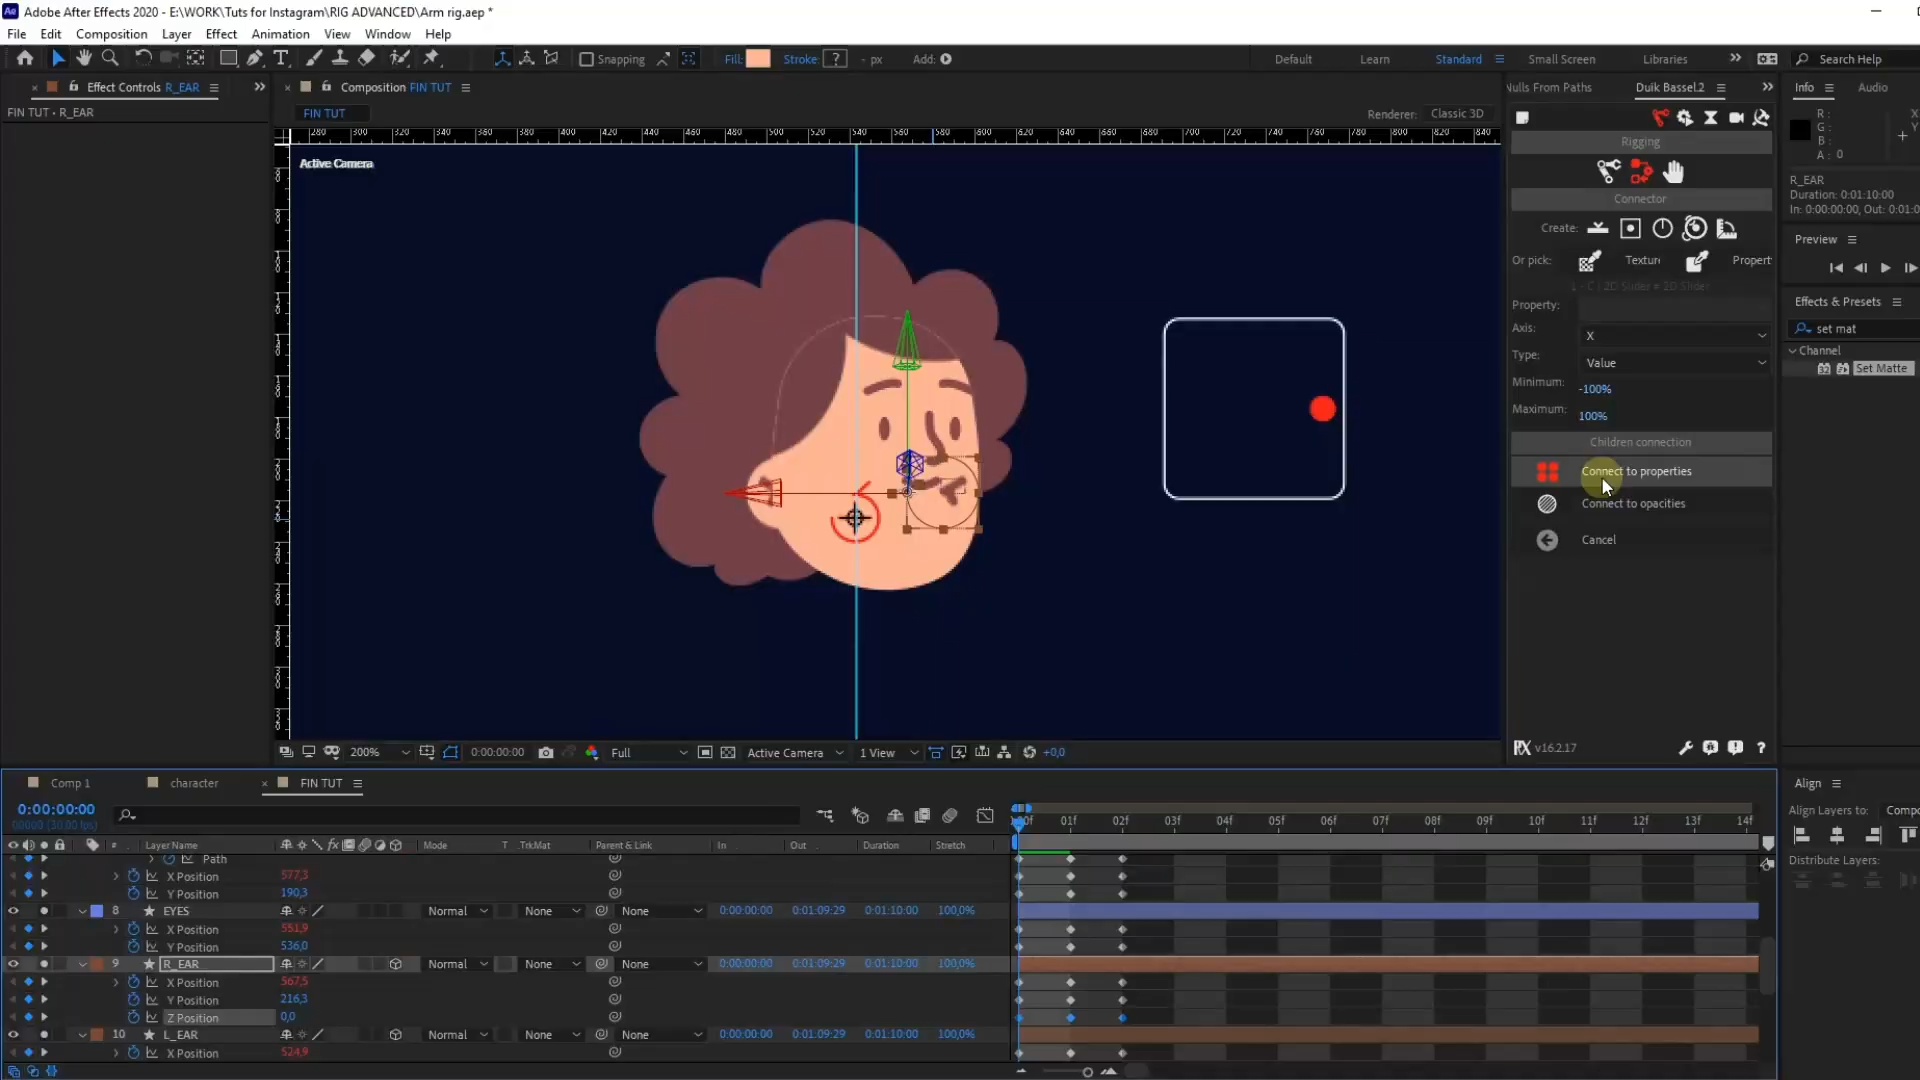 Adobe After Effects 2020 - E:\WORK\Tuts for Instagram\RIG ADVANCED\Arm rig.aep *
File Edit Composition Layer Effect Animation View Window Help
Snapping Fill: Stroke: ? - px Add: Default Learn Standard Small Screen Libraries Search Help
Effect Controls R_EAR Composition FIN TUT Nulls From Paths Duik Bassel.2 Info Audio
FIN TUT • R_EAR FIN TUT Renderer: Classic 3D
Active Camera
Rigging
Connector
Create:
Or pick: Texture Propert
1 - C | 2D Slider # 2D Slider
Property:
Axis: X
Type: Value
Minimum: -100%
Maximum: 100%
Children connection
Connect to properties
Connect to opacities
Cancel
v16.2.17 ?
R :
G :
B :
A : 0
X
Y
R_EAR
Duration: 0:01:10:00
In: 0:00:00:00, Out: 0:01:0
Preview
Effects & Presets
set mat
Channel
Set Matte
200% 0:00:00:00 Full Active Camera 1 View +0,0
Align
Align Layers to: Compo
Distribute Layers:
Comp 1 character FIN TUT
0:00:00:00
00000 (30.00 fps)
00f 01f 02f 03f 04f 05f 06f 07f 08f 09f 10f 11f 12f 13f 14f
# Layer Name fx Mode T .TrkMat Parent & Link In Out Duration Stretch
Path
X Position 577,3
Y Position 190,3
8 EYES Normal None None 0:00:00:00 0:01:09:29 0:01:10:00 100,0%
X Position 551,9
Y Position 536,0
9 R_EAR Normal None None 0:00:00:00 0:01:09:29 0:01:10:00 100,0%
X Position 567,5
Y Position 216,3
Z Position 0,0
10 L_EAR Normal None None 0:00:00:00 0:01:09:29 0:01:10:00 100,0%
X Position 524,9